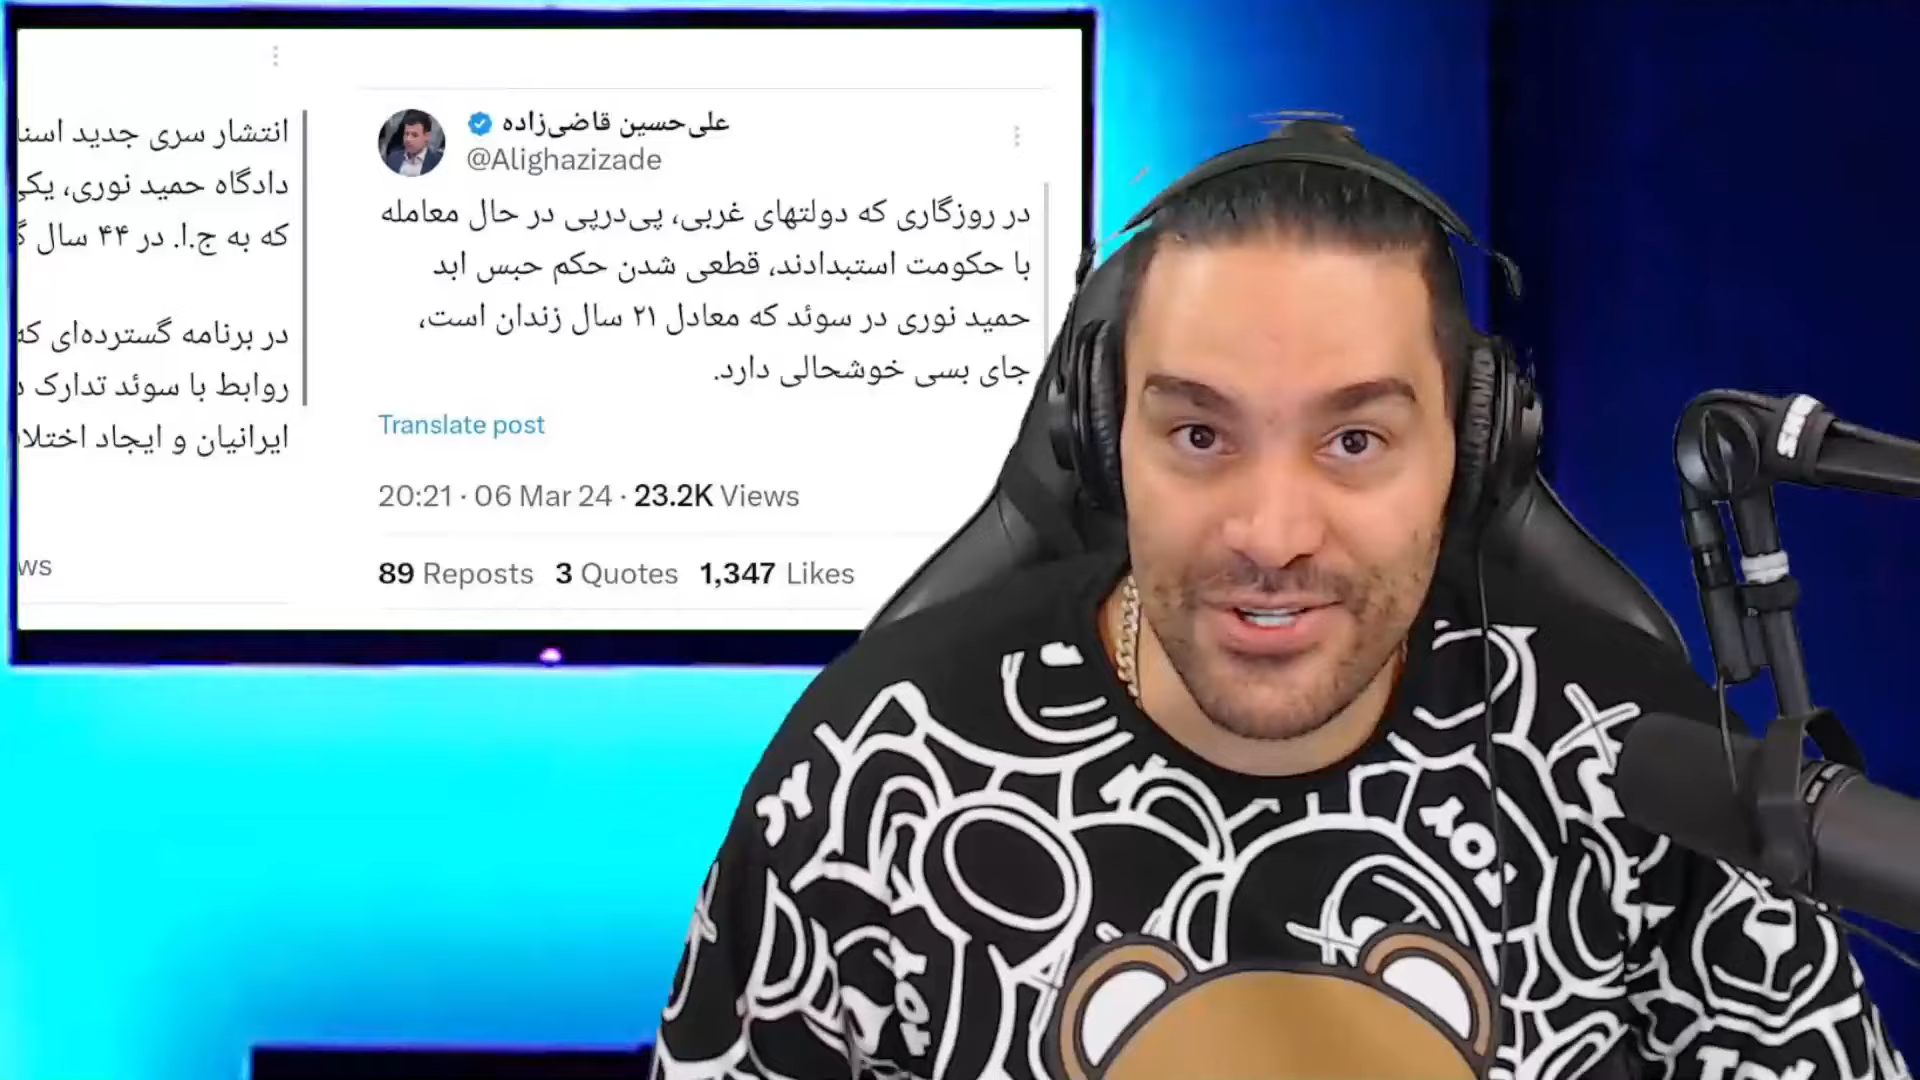 علی‌حسین قاضی‌زاده
@Alighazizade
در روزگاری که دولتهای غربی، پی‌درپی در حال معامله
با حکومت استبدادند، قطعی شدن حکم حبس ابد
حمید نوری در سوئد که معادل ۲۱ سال زندان است،
جای بسی خوشحالی دارد.
Translate post
20:21 · 06 Mar 24 · 23.2K Views
89 Reposts 3 Quotes 1,347 Likes
انتشار سری جدید
دادگاه حمید نوری،
که به ج.ا. در ۴۴ سال
در برنامه گسترده‌ای که
روابط با سوئد تدارک
ایرانیان و ایجاد
TOY
TOY